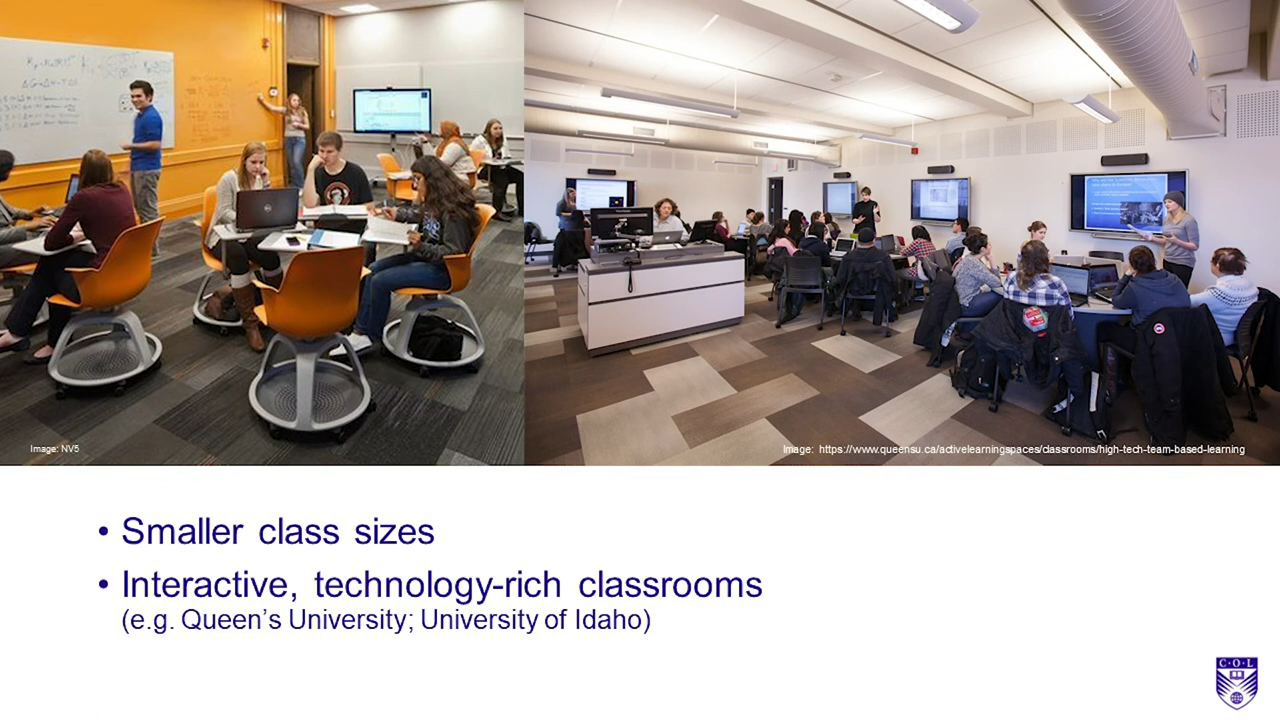 Image: NV5
Image: https://www.queensu.ca/activelearningspaces/classrooms/high-tech-team-based-learning
• Smaller class sizes
• Interactive, technology-rich classrooms
(e.g. Queen’s University; University of Idaho)
C·O·L